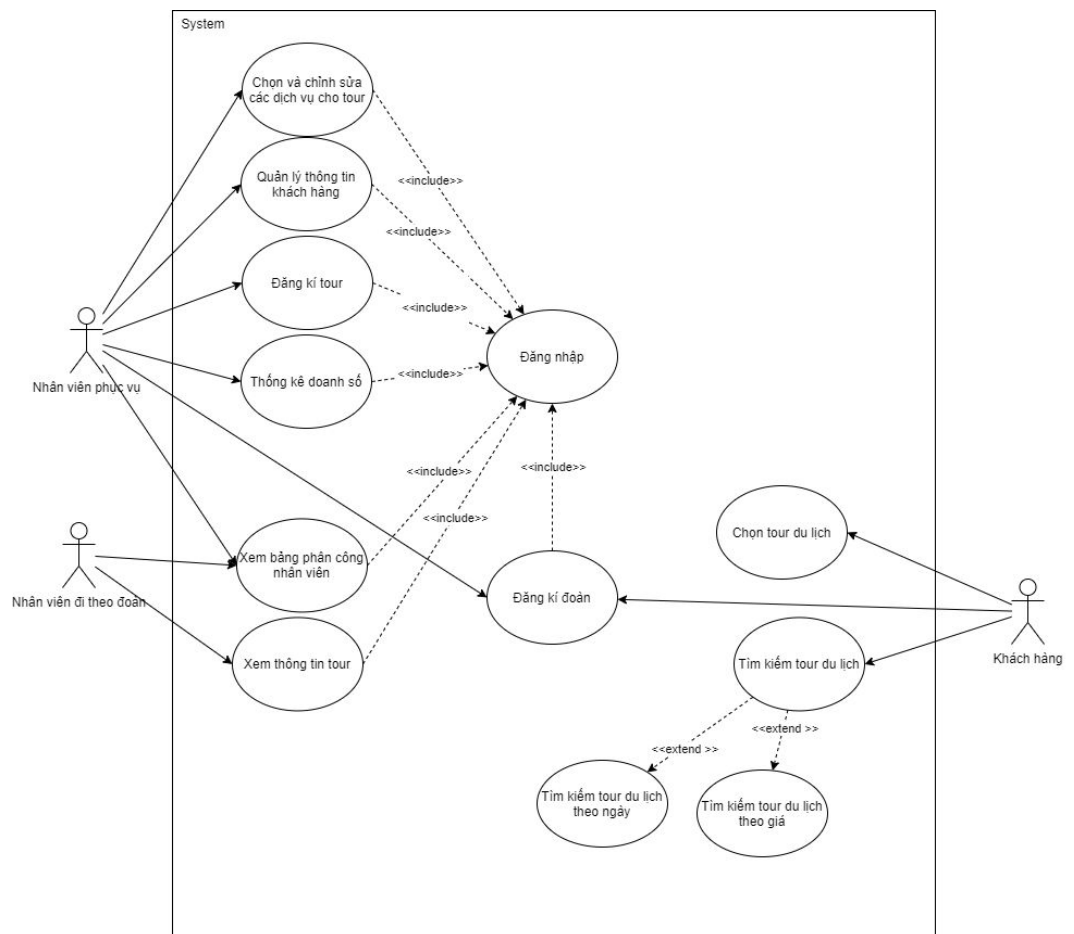 System
Chọn và chỉnh sửa
các dịch vụ cho tour
Quản lý thông tin
khách hàng
<<include>>
<<include>>
Đăng kí tour
<<include>>
Nhân viên phục vụ
Thống kê doanh số
<<include>>
Đăng nhập
<<include>>
<<include>>
<<include>>
Chọn tour du lịch
Nhân viên đi theo đoàn
Xem bảng phân công
nhân viên
Đăng kí đoàn
Khách hàng
Xem thông tin tour
Tìm kiếm tour du lịch
<<extend >>
<<extend >>
Tìm kiếm tour du lịch
theo ngày
Tìm kiếm tour du lịch
theo giá